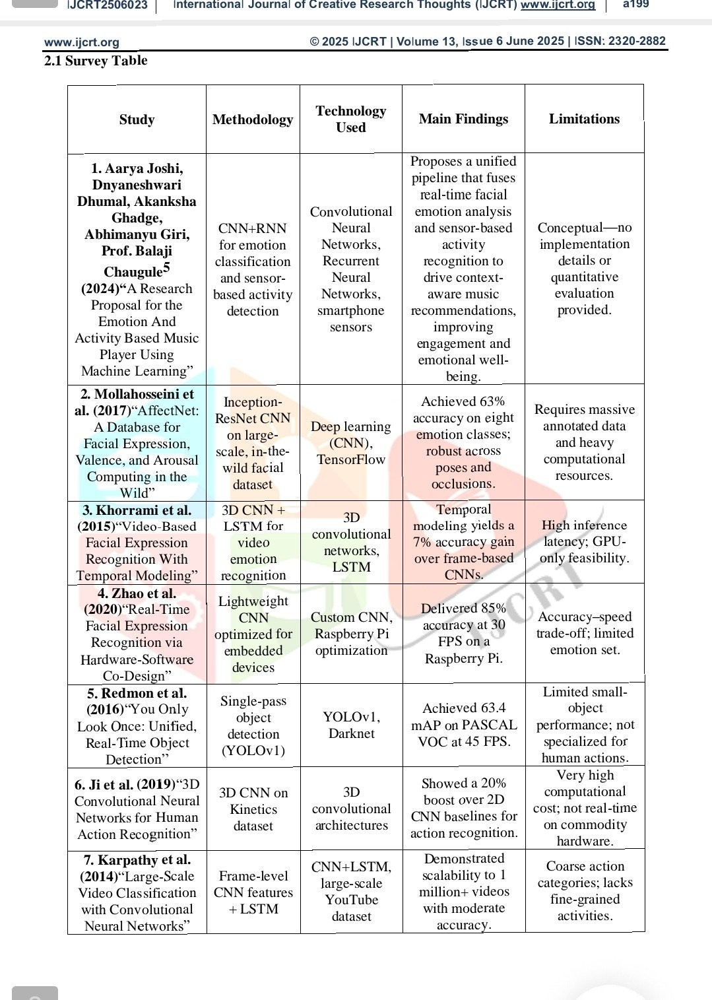 IJCRT2506023 International Journal of Creative Research Thoughts (IJCRT) www.ijcrt.org a199
www.ijcrt.org © 2025 IJCRT | Volume 13, Issue 6 June 2025 | ISSN: 2320-2882
2.1 Survey Table
Study
Methodology
Technology
Used
Main Findings
Limitations
1. Aarya Joshi,
Dnyaneshwari
Dhumal, Akanksha
Ghadge,
Abhimanyu Giri,
Prof. Balaji
Chaugule5
(2024)“A Research
Proposal for the
Emotion And
Activity Based Music
Player Using
Machine Learning”
CNN+RNN
for emotion
classification
and sensor-
based activity
detection
Convolutional
Neural
Networks,
Recurrent
Neural
Networks,
smartphone
sensors
Proposes a unified
pipeline that fuses
real-time facial
emotion analysis
and sensor-based
activity
recognition to
drive context-
aware music
recommendations,
improving
engagement and
emotional well-
being.
Conceptual—no
implementation
details or
quantitative
evaluation
provided.
2. Mollahosseini et
al. (2017)“AffectNet:
A Database for
Facial Expression,
Valence, and Arousal
Computing in the
Wild”
Inception-
ResNet CNN
on large-
scale, in-the-
wild facial
dataset
Deep learning
(CNN),
TensorFlow
Achieved 63%
accuracy on eight
emotion classes;
robust across
poses and
occlusions.
Requires massive
annotated data
and heavy
computational
resources.
3. Khorrami et al.
(2015)“Video-Based
Facial Expression
Recognition With
Temporal Modeling”
3D CNN +
LSTM for
video
emotion
recognition
3D
convolutional
networks,
LSTM
Temporal
modeling yields a
7% accuracy gain
over frame-based
CNNs.
High inference
latency; GPU-
only feasibility.
4. Zhao et al.
(2020)“Real-Time
Facial Expression
Recognition via
Hardware-Software
Co-Design”
Lightweight
CNN
optimized for
embedded
devices
Custom CNN,
Raspberry Pi
optimization
Delivered 85%
accuracy at 30
FPS on a
Raspberry Pi.
Accuracy–speed
trade-off; limited
emotion set.
5. Redmon et al.
(2016)“You Only
Look Once: Unified,
Real-Time Object
Detection”
Single-pass
object
detection
(YOLOv1)
YOLOv1,
Darknet
Achieved 63.4
mAP on PASCAL
VOC at 45 FPS.
Limited small-
object
performance; not
specialized for
human actions.
6. Ji et al. (2019)“3D
Convolutional Neural
Networks for Human
Action Recognition”
3D CNN on
Kinetics
dataset
3D
convolutional
architectures
Showed a 20%
boost over 2D
CNN baselines for
action recognition.
Very high
computational
cost; not real-time
on commodity
hardware.
7. Karpathy et al.
(2014)“Large-Scale
Video Classification
with Convolutional
Neural Networks”
Frame-level
CNN features
+ LSTM
CNN+LSTM,
large-scale
YouTube
dataset
Demonstrated
scalability to 1
million+ videos
with moderate
accuracy.
Coarse action
categories; lacks
fine-grained
activities.
IJCRT